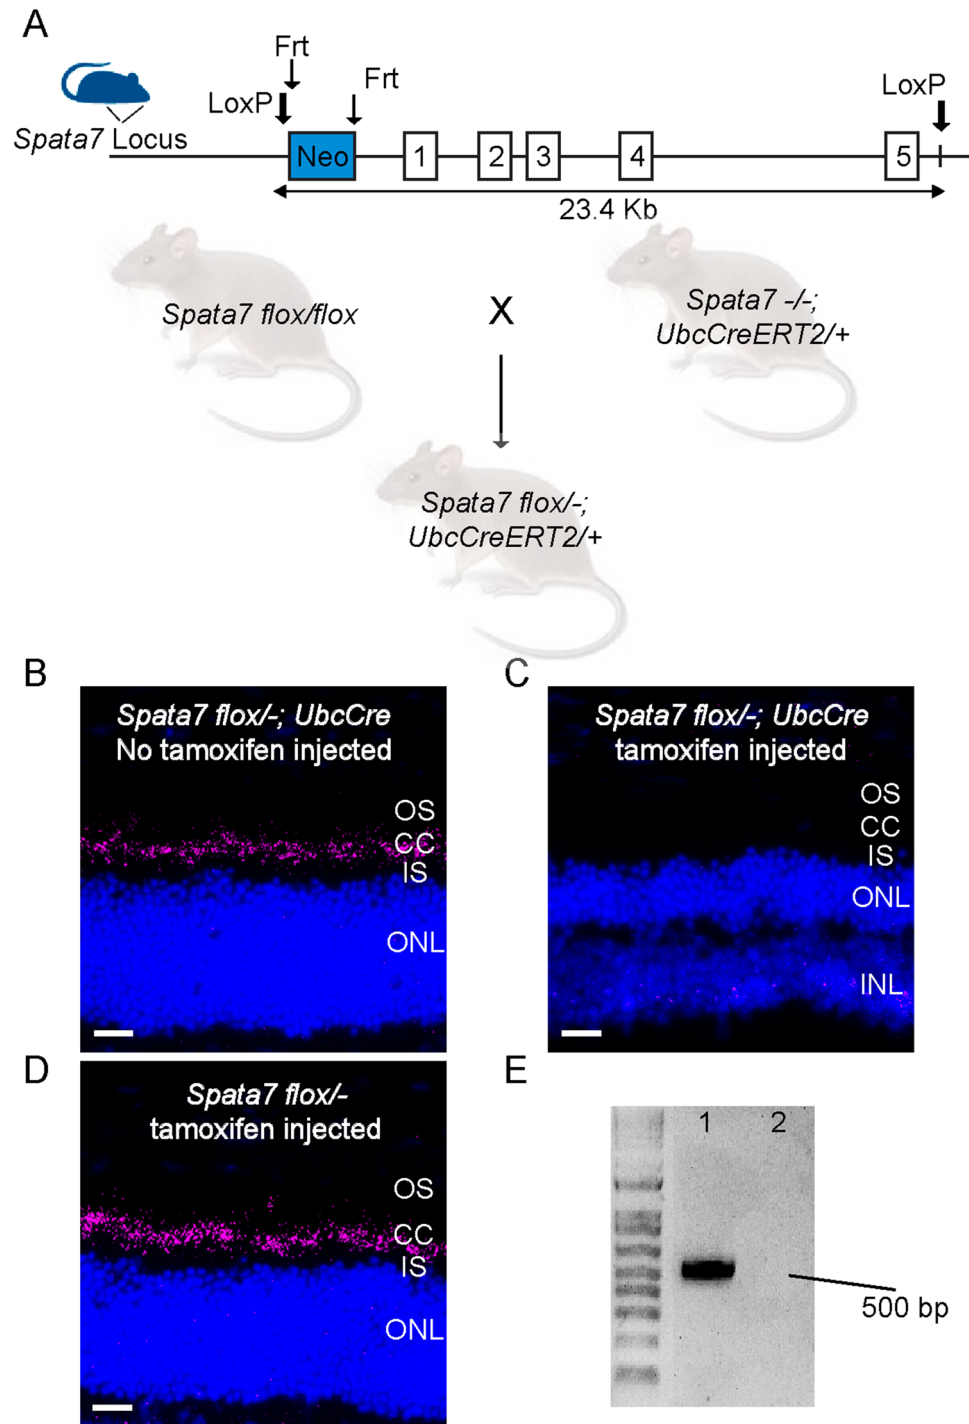 A
Frt
Frt
LoxP
LoxP
Spata7 Locus
Neo
1
2
3
4
5
23.4 Kb
Spata7 flox/flox
X
Spata7 -/-;
UbcCreERT2/+
Spata7 flox/-;
UbcCreERT2/+
B
Spata7 flox/-; UbcCre
No tamoxifen injected
OS
CC
IS
ONL
C
Spata7 flox/-; UbcCre
tamoxifen injected
OS
CC
IS
ONL
INL
D
Spata7 flox/-
tamoxifen injected
OS
CC
IS
ONL
E
1 2
500 bp